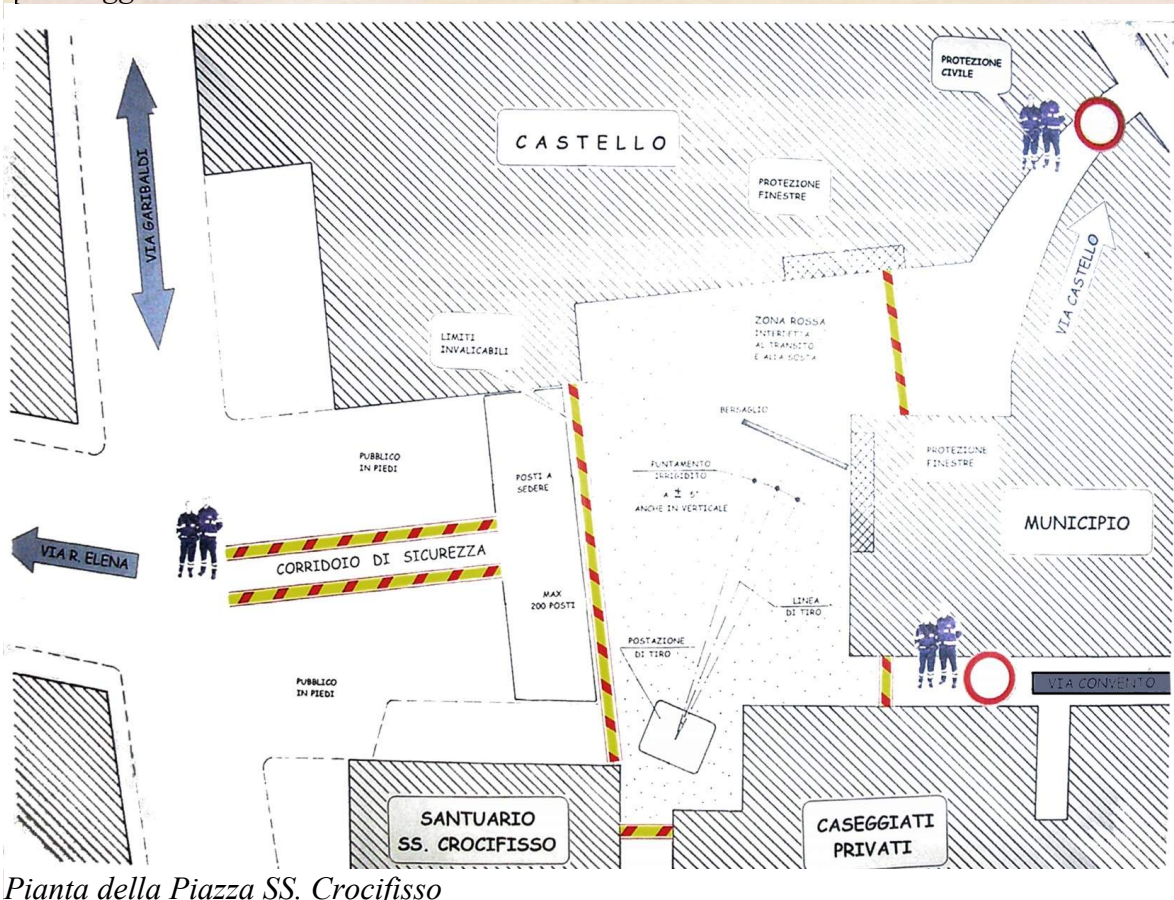 PROTEZIONE
CIVILE
CASTELLO
VIA GARIBALDI
PROTEZIONE
FINESTRE
VIA CASTELLO
LIMITI
INVALICABILI
ZONA ROSSA
INTERDETTA
AL TRANSITO
E ALLA SOSTA
BERSAGLIO
PUBBLICO
IN PIEDI
POSTI A
SEDERE
PUNTAMENTO
IRRIGIDITO
A ± 5°
ANCHE IN VERTICALE
PROTEZIONE
FINESTRE
MUNICIPIO
VIA R. ELENA
CORRIDOIO DI SICUREZZA
MAX
200 POSTI
LINEA
DI TIRO
POSTAZIONE
DI TIRO
PUBBLICO
IN PIEDI
VIA CONVENTO
SANTUARIO
SS. CROCIFISSO
CASEGGIATI
PRIVATI
Pianta della Piazza SS. Crocifisso